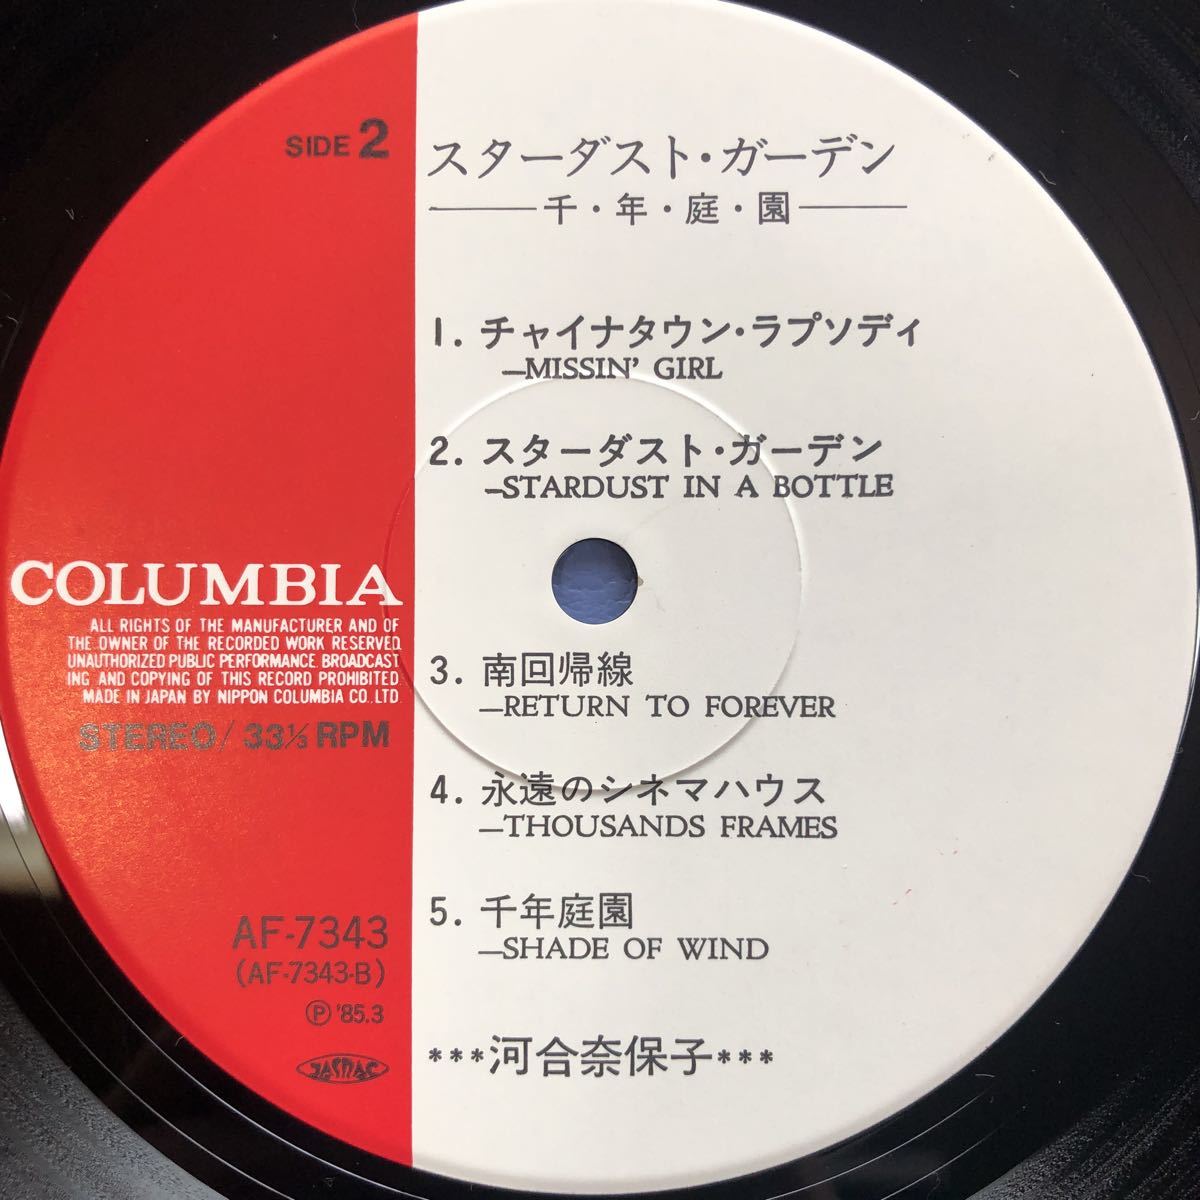 SIDE 2
スターダスト・ガーデン
——千・年・庭・園——
1. チャイナタウン・ラプソディ
—MISSIN' GIRL
2. スターダスト・ガーデン
—STARDUST IN A BOTTLE
3. 南回帰線
—RETURN TO FOREVER
4. 永遠のシネマハウス
—THOUSANDS FRAMES
5. 千年庭園
—SHADE OF WIND
***河合奈保子***
COLUMBIA
ALL RIGHTS OF THE MANUFACTURER AND OF
THE OWNER OF THE RECORDED WORK RESERVED.
UNAUTHORIZED PUBLIC PERFORMANCE. BROADCAST
ING AND COPYING OF THIS RECORD PROHIBITED.
MADE IN JAPAN BY NIPPON COLUMBIA CO., LTD.
STEREO / 33⅓ RPM
AF-7343
(AF-7343-B)
Ⓟ '85.3
JASRAC